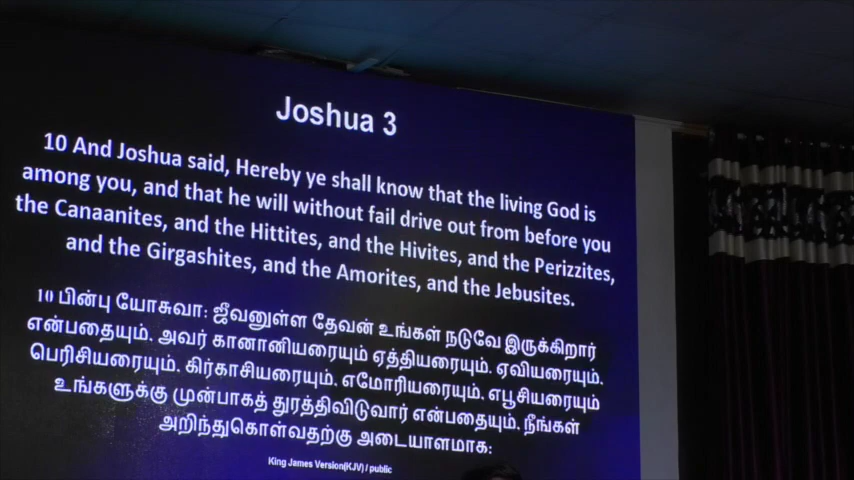 Joshua 3
10 And Joshua said, Hereby ye shall know that the living God is
among you, and that he will without fail drive out from before you
the Canaanites, and the Hittites, and the Hivites, and the Perizzites,
and the Girgashites, and the Amorites, and the Jebusites.
10 பின்பு யோசுவா: ஜீவனுள்ள தேவன் உங்கள் நடுவே இருக்கிறார்
என்பதையும். அவர் கானானியரையும் ஏத்தியரையும். ஏவியரையும்.
பெரிசியரையும். கிர்காசியரையும். எமோரியரையும். எபூசியரையும்
உங்களுக்கு முன்பாகத் துரத்திவிடுவார் என்பதையும். நீங்கள்
அறிந்துகொள்வதற்கு அடையாளமாக:
King James Version(KJV) / public